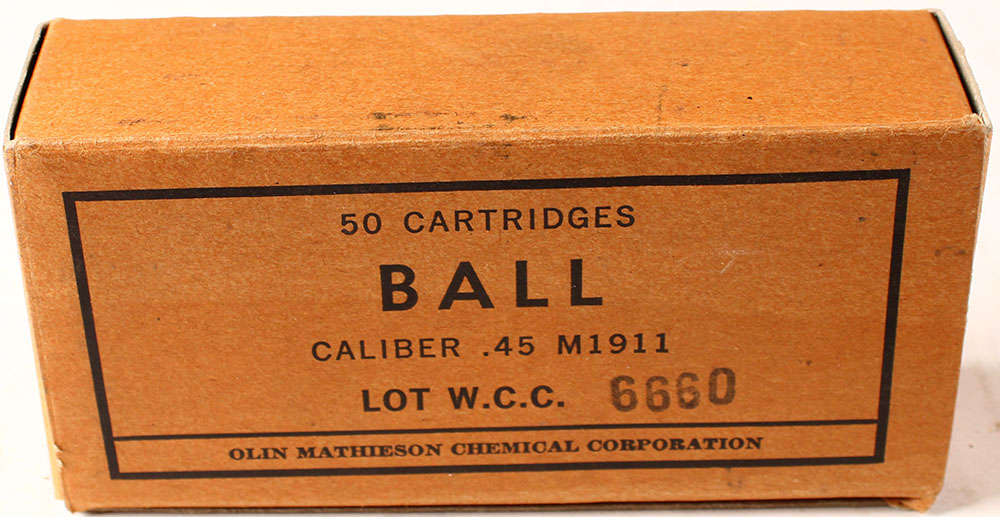 50 CARTRIDGES
BALL
CALIBER .45 M1911
LOT W.C.C. 6660
OLIN MATHIESON CHEMICAL CORPORATION